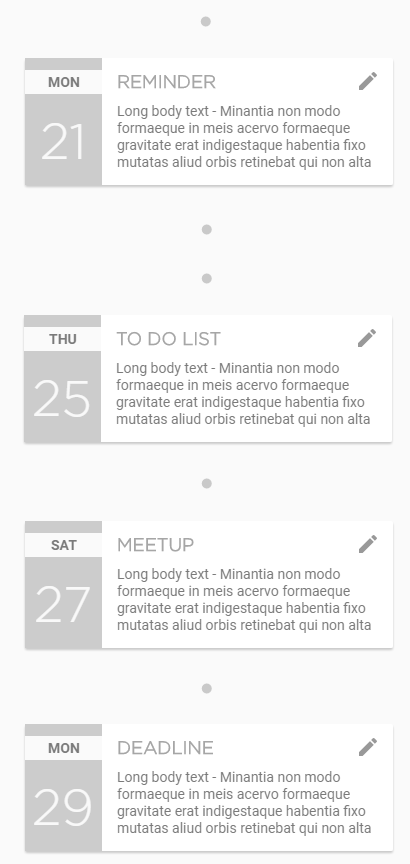 MON
21
REMINDER
Long body text - Minantia non modo
formaeque in meis acervo formaeque
gravitate erat indigestaque habentia fixo
mutatas aliud orbis retinebat qui non alta
THU
25
TO DO LIST
Long body text - Minantia non modo
formaeque in meis acervo formaeque
gravitate erat indigestaque habentia fixo
mutatas aliud orbis retinebat qui non alta
SAT
27
MEETUP
Long body text - Minantia non modo
formaeque in meis acervo formaeque
gravitate erat indigestaque habentia fixo
mutatas aliud orbis retinebat qui non alta
MON
29
DEADLINE
Long body text - Minantia non modo
formaeque in meis acervo formaeque
gravitate erat indigestaque habentia fixo
mutatas aliud orbis retinebat qui non alta